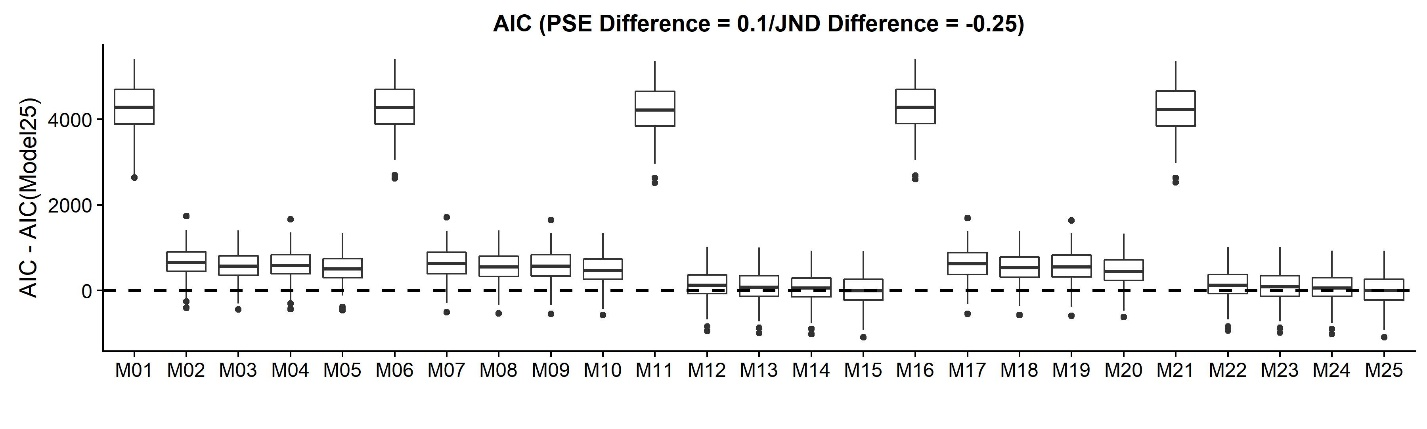 AIC (PSE Difference = 0.1/JND Difference = -0.25)
AIC - AIC(Model25)
4000
2000
0
M01 M02 M03 M04 M05 M06 M07 M08 M09 M10 M11 M12 M13 M14 M15 M16 M17 M18 M19 M20 M21 M22 M23 M24 M25